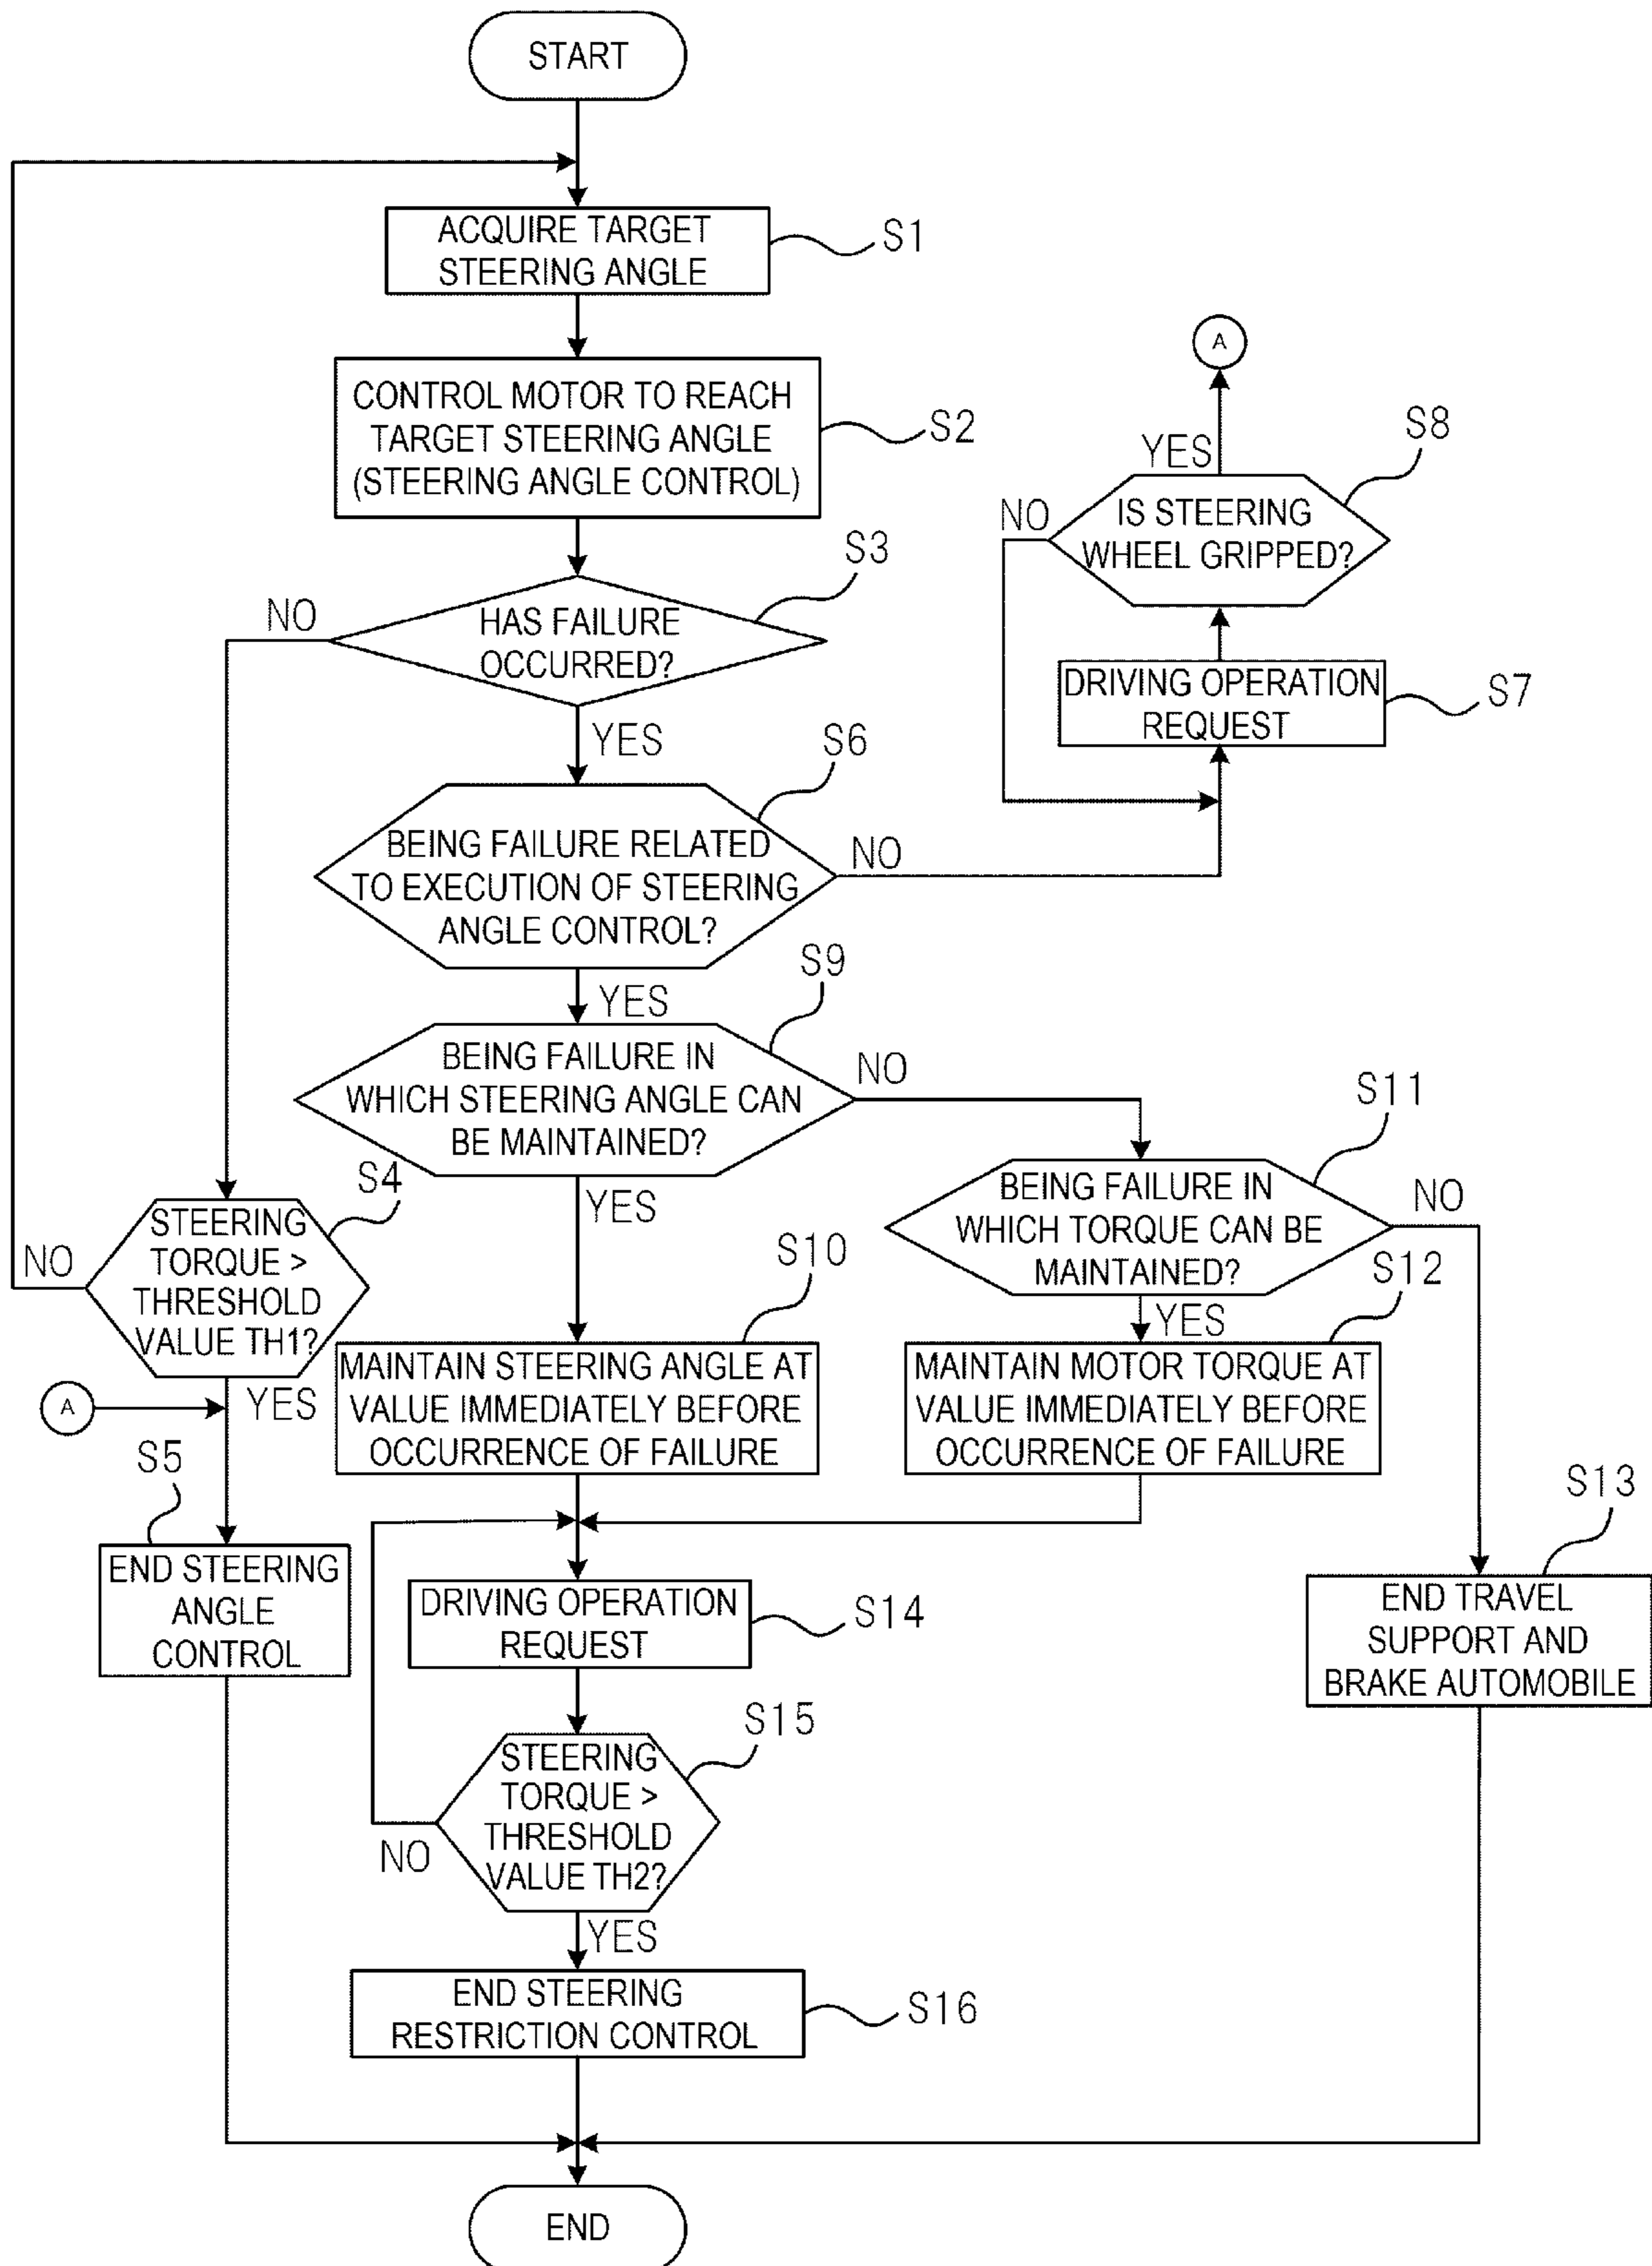 START
ACQUIRE TARGET
STEERING ANGLE
S1
CONTROL MOTOR TO REACH
TARGET STEERING ANGLE
(STEERING ANGLE CONTROL)
S2
HAS FAILURE
OCCURRED?
S3
NO
YES
A
YES
S8
IS STEERING
WHEEL GRIPPED?
NO
DRIVING OPERATION
REQUEST
S7
BEING FAILURE RELATED
TO EXECUTION OF STEERING
ANGLE CONTROL?
S6
NO
YES
BEING FAILURE IN
WHICH STEERING ANGLE CAN
BE MAINTAINED?
S9
NO
YES
STEERING
TORQUE >
THRESHOLD
VALUE TH1?
S4
NO
YES
A
BEING FAILURE IN
WHICH TORQUE CAN BE
MAINTAINED?
S11
NO
YES
MAINTAIN STEERING ANGLE AT
VALUE IMMEDIATELY BEFORE
OCCURRENCE OF FAILURE
S10
MAINTAIN MOTOR TORQUE AT
VALUE IMMEDIATELY BEFORE
OCCURRENCE OF FAILURE
S12
S5
END STEERING
ANGLE
CONTROL
DRIVING OPERATION
REQUEST
S14
S13
END TRAVEL
SUPPORT AND
BRAKE AUTOMOBILE
STEERING
TORQUE >
THRESHOLD
VALUE TH2?
S15
NO
YES
END STEERING
RESTRICTION CONTROL
S16
END